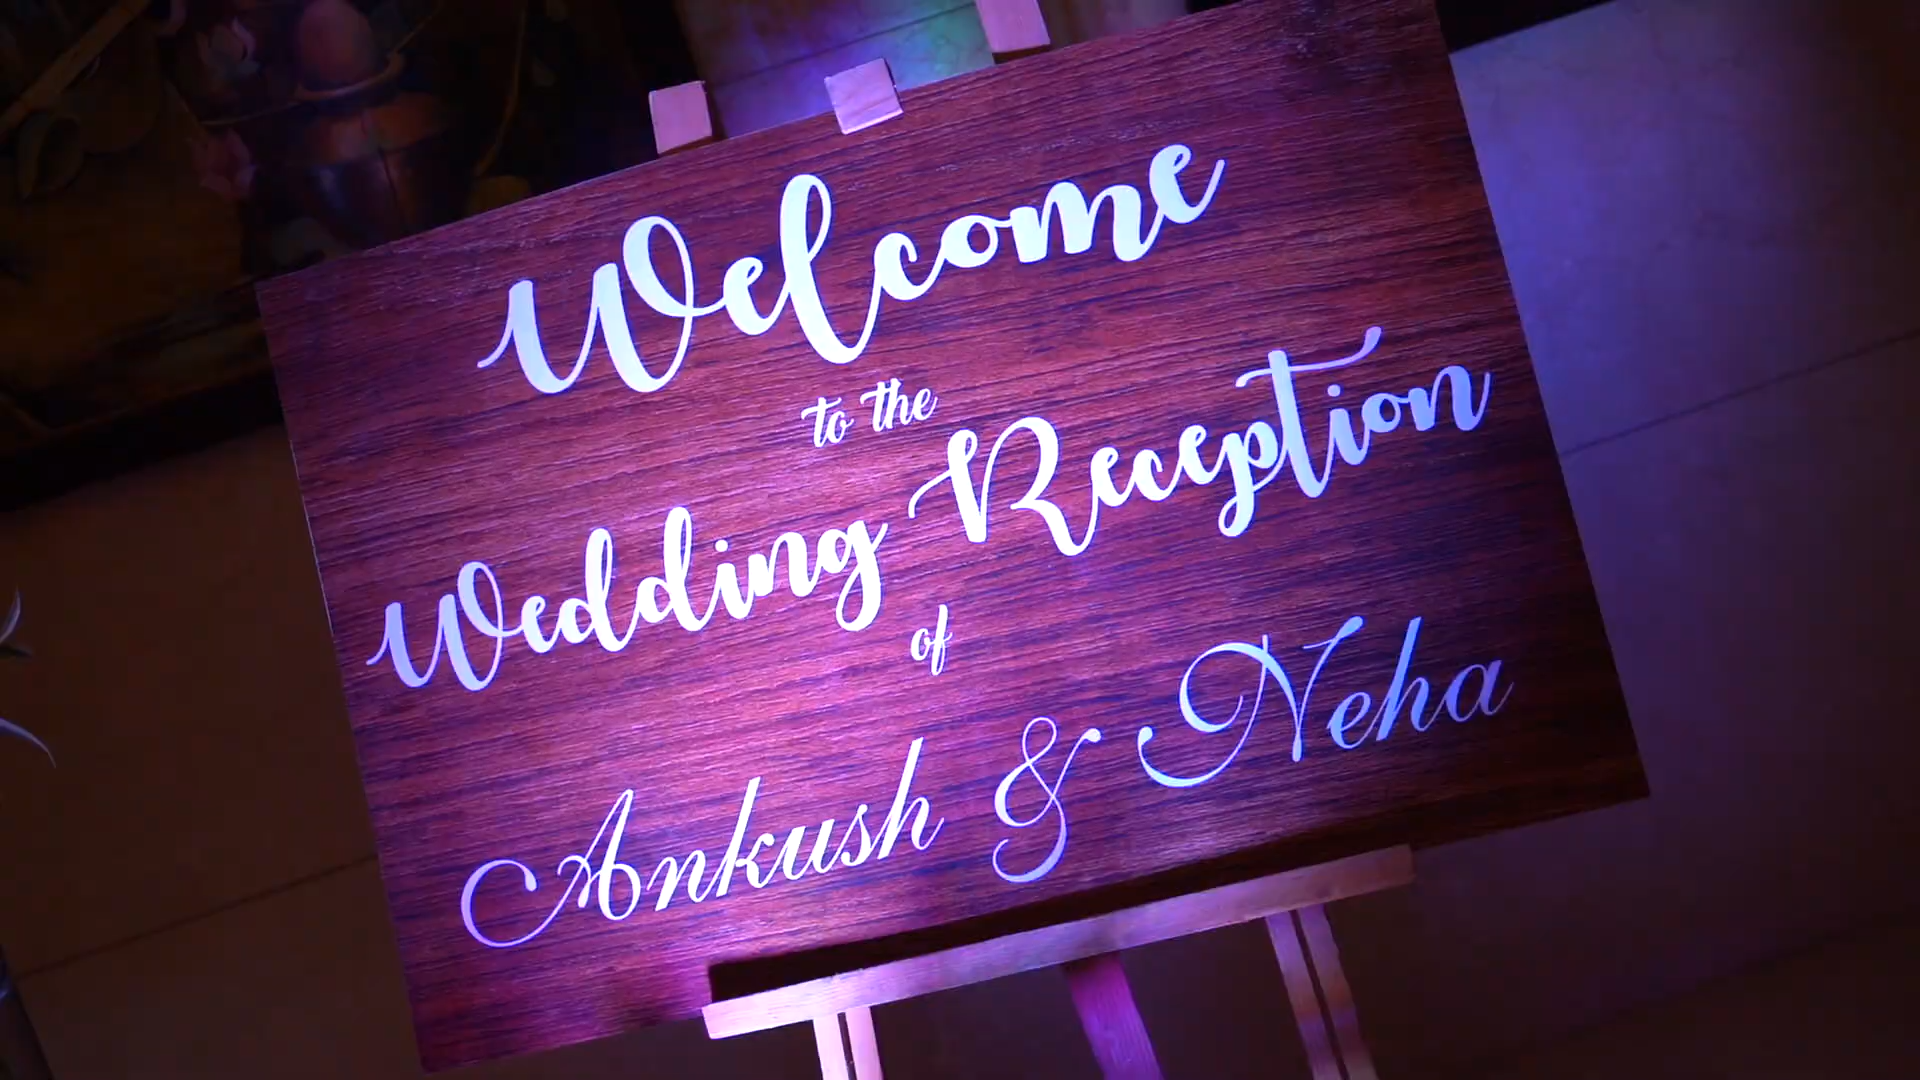 Welcome
to the
Wedding Reception
of
Ankush & Neha